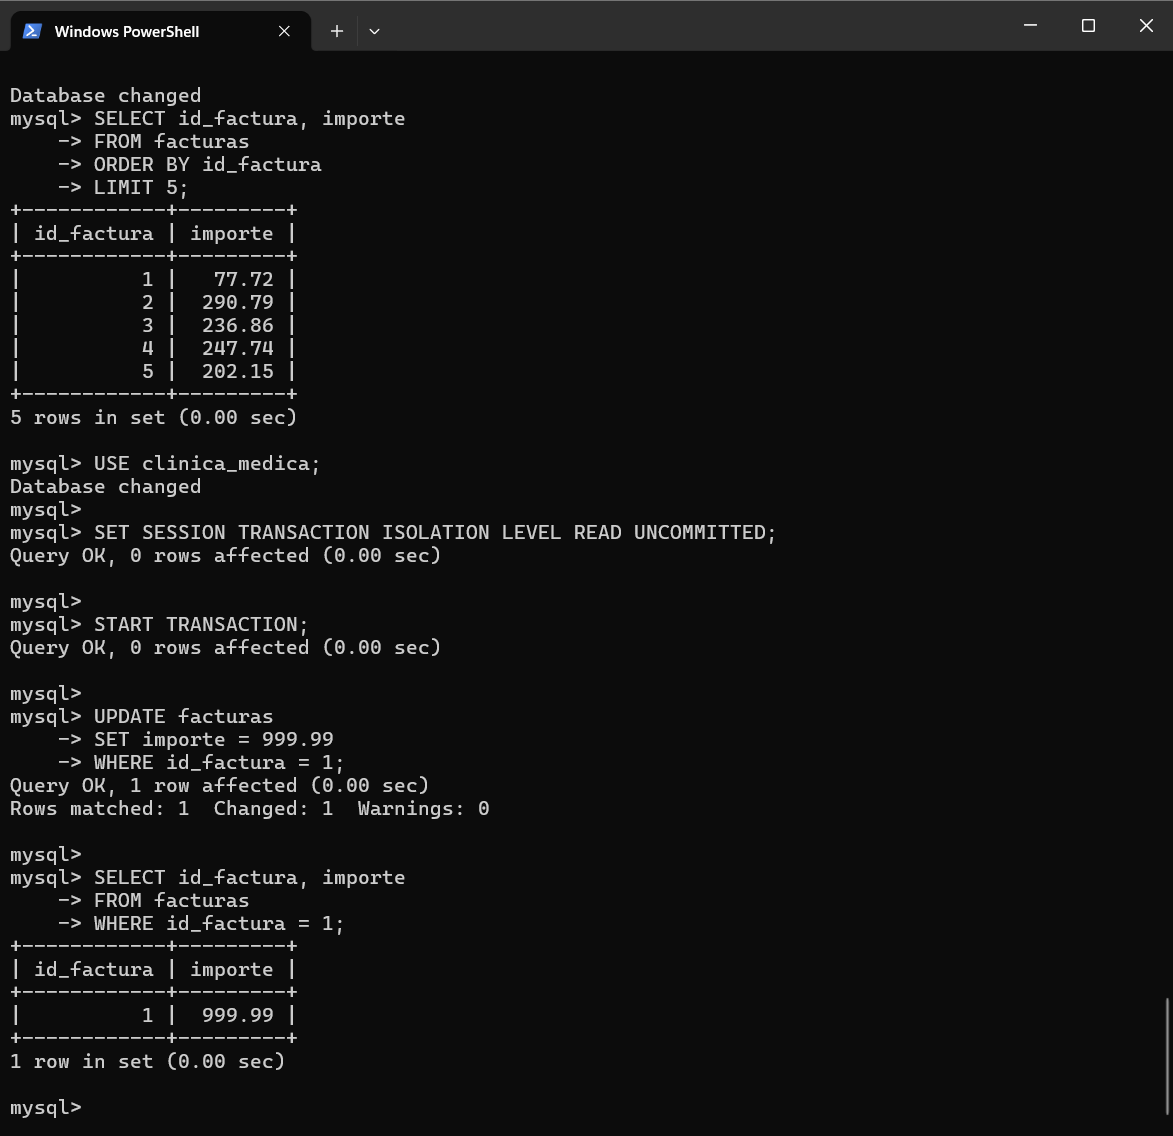 Windows PowerShell
Database changed
mysql> SELECT id_factura, importe
    -> FROM facturas
    -> ORDER BY id_factura
    -> LIMIT 5;
+------------+---------+
| id_factura | importe |
+------------+---------+
|          1 |   77.72 |
|          2 |  290.79 |
|          3 |  236.86 |
|          4 |  247.74 |
|          5 |  202.15 |
+------------+---------+
5 rows in set (0.00 sec)
mysql> USE clinica_medica;
Database changed
mysql>
mysql> SET SESSION TRANSACTION ISOLATION LEVEL READ UNCOMMITTED;
Query OK, 0 rows affected (0.00 sec)
mysql>
mysql> START TRANSACTION;
Query OK, 0 rows affected (0.00 sec)
mysql>
mysql> UPDATE facturas
    -> SET importe = 999.99
    -> WHERE id_factura = 1;
Query OK, 1 row affected (0.00 sec)
Rows matched: 1  Changed: 1  Warnings: 0
mysql>
mysql> SELECT id_factura, importe
    -> FROM facturas
    -> WHERE id_factura = 1;
+------------+---------+
| id_factura | importe |
+------------+---------+
|          1 |  999.99 |
+------------+---------+
1 row in set (0.00 sec)
mysql>